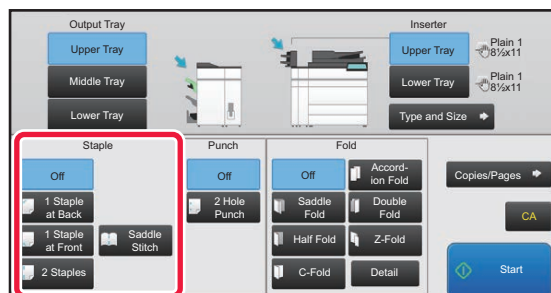 Output Tray
Upper Tray
Middle Tray
Lower Tray
Inserter
Upper Tray
Plain 1
8½x11
Lower Tray
Plain 1
8½x11
Type and Size
Staple
Off
1 Staple
at Back
1 Staple
at Front
Saddle
Stitch
2 Staples
Punch
Off
2 Hole
Punch
Fold
Off
Accord-
ion Fold
Saddle
Fold
Double
Fold
Half Fold
Z-Fold
C-Fold
Detail
Copies/Pages
CA
Start